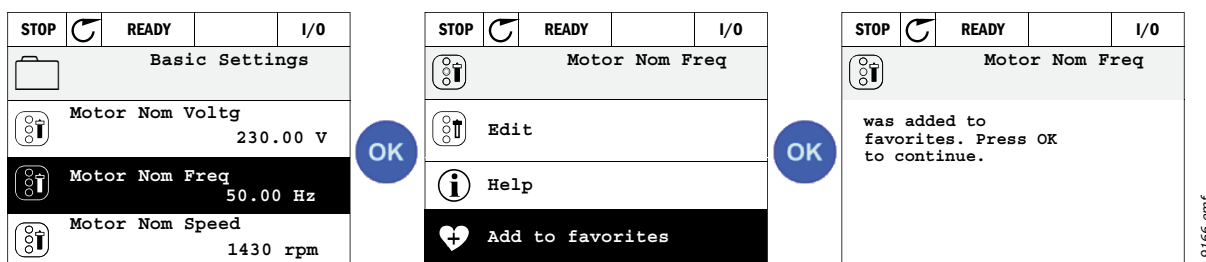 STOP READY I/O
Basic Settings
Motor Nom Voltg
230.00 V
Motor Nom Freq
50.00 Hz
Motor Nom Speed
1430 rpm
OK
STOP READY I/O
Motor Nom Freq
Edit
Help
Add to favorites
OK
STOP READY I/O
Motor Nom Freq
was added to
favorites. Press OK
to continue.
9166.emf